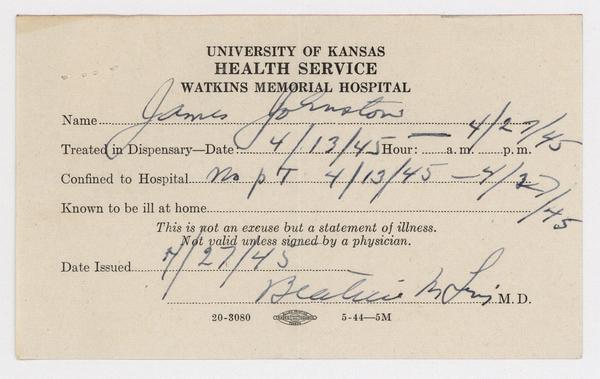 UNIVERSITY OF KANSAS
HEALTH SERVICE
WATKINS MEMORIAL HOSPITAL
Name James Johnston
Treated in Dispensary—Date: 4/13/45 Hour: — a.m. p.m. 4/27/45
Confined to Hospital No PT 4/13/45 — 4/27/45
Known to be ill at home
This is not an excuse but a statement of illness.
Not valid unless signed by a physician.
Date Issued 4/27/45
Beatrice M.D.
20-3080 5-44—5M